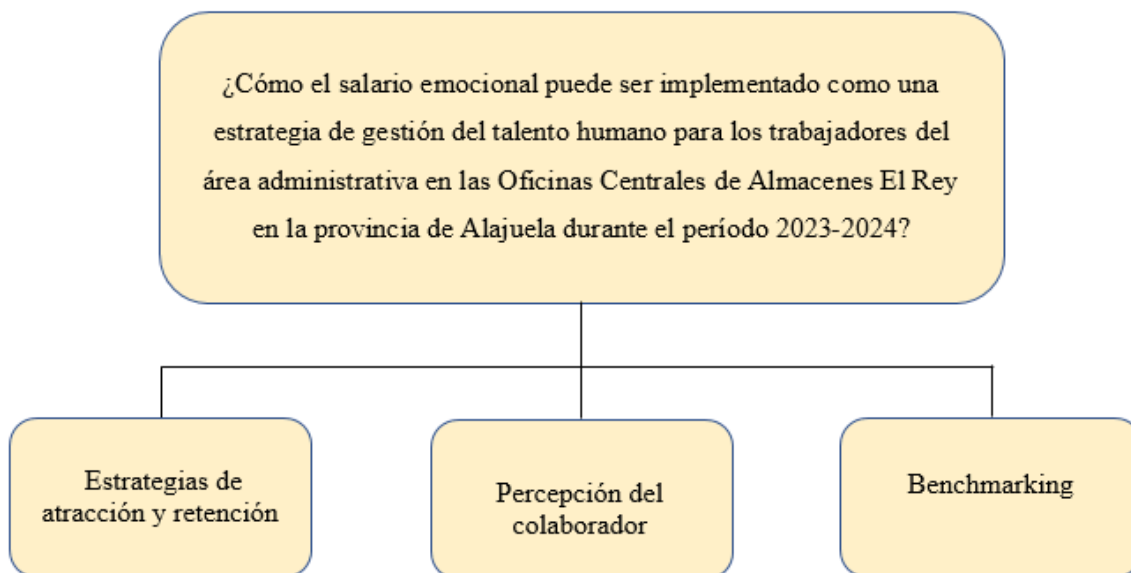 ¿Cómo el salario emocional puede ser implementado como una
estrategia de gestión del talento humano para los trabajadores del
área administrativa en las Oficinas Centrales de Almacenes El Rey
en la provincia de Alajuela durante el período 2023-2024?
Estrategias de
atracción y retención
Percepción del
colaborador
Benchmarking